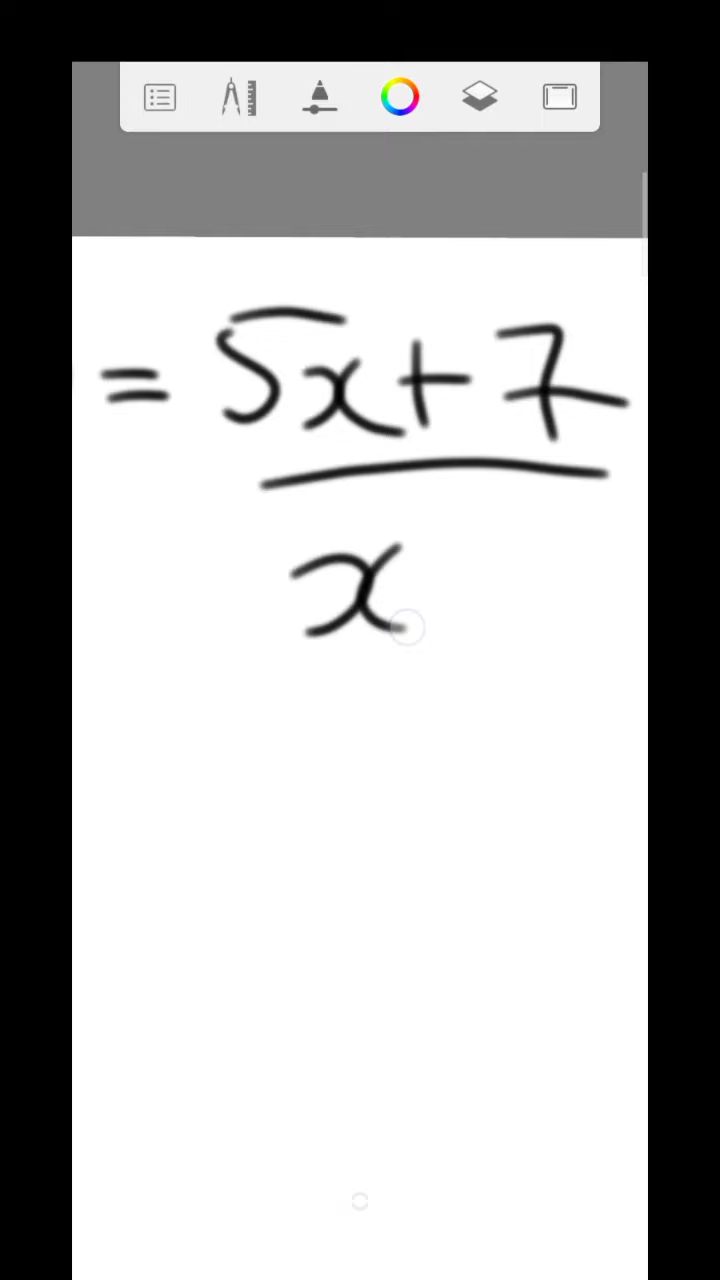 = 5x+7
x